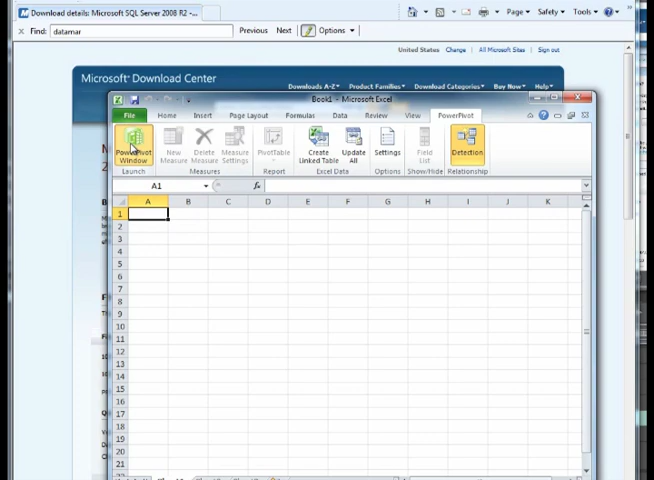 Download details: Microsoft SQL Server 2008 R2 -...
Page Safety Tools
Find: datamar Previous Next Options
United States Change All Microsoft Sites Sign out
Microsoft Download Center
Downloads A-Z Product Families Download Categories Buy Now Help
Book1 - Microsoft Excel
File Home Insert Page Layout Formulas Data Review View PowerPivot
PowerPivot Window
New Measure
Delete Measure
Measure Settings
PivotTable
Create Linked Table
Update All
Settings
Field List
Detection
Launch Measures Report Excel Data Options Show/Hide Relationship
A1 fx
A B C D E F G H I J K
1
2
3
4
5
6
7
8
9
10
11
12
13
14
15
16
17
18
19
20
21